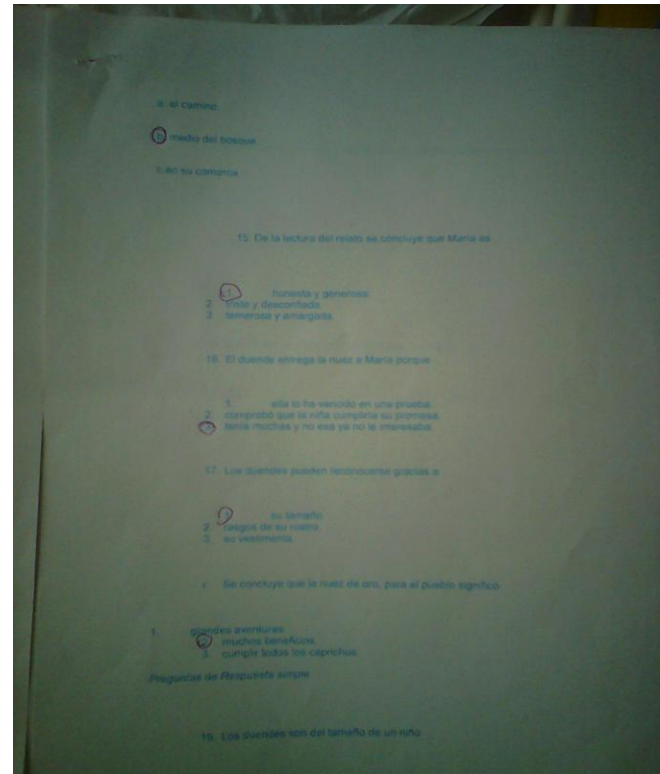 a. el camino.
b. medio del bosque.
c. en su comarca
15. De la lectura del relato se concluye que María es
1. honesta y generosa.
2. triste y desconfiada.
3. temerosa y amargada.
16. El duende entrega la nuez a María porque
1. ella lo ha vencido en una prueba.
2. comprobó que la niña cumpliría su promesa.
3. tenía muchas y no esa ya no le interesaba.
17. Los duendes pueden reconocerse gracias a
1. su tamaño.
2. rasgos de su rostro.
3. su vestimenta.
Se concluye que la nuez de oro, para el pueblo significó
1. grandes aventuras.
2. muchos beneficios.
3. cumplir todos los caprichos.
Preguntas de Respuesta simple
19. Los duendes son del tamaño de un niño